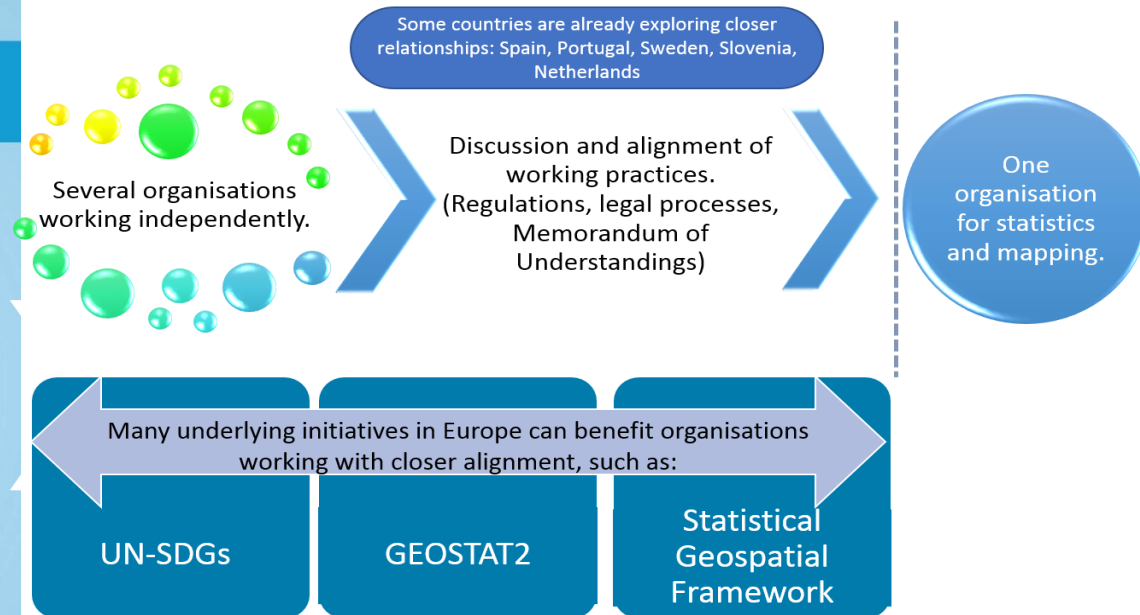 Some countries are already exploring closer
relationships: Spain, Portugal, Sweden, Slovenia,
Netherlands
Several organisations
working independently.
Discussion and alignment of
working practices.
(Regulations, legal processes,
Memorandum of
Understandings)
One
organisation
for statistics
and mapping.
Many underlying initiatives in Europe can benefit organisations
working with closer alignment, such as:
UN-SDGs
GEOSTAT2
Statistical
Geospatial
Framework